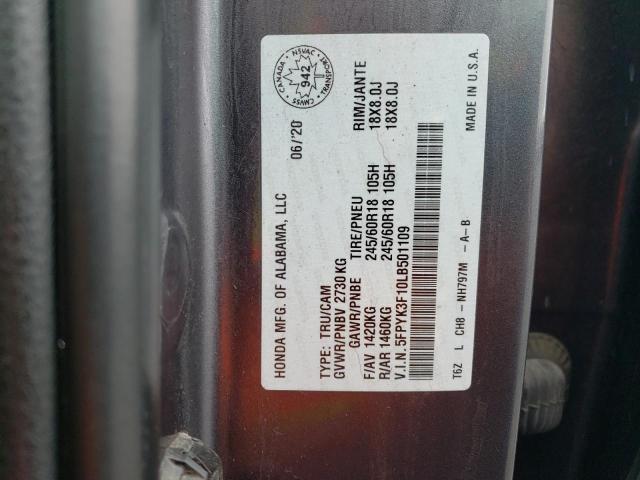 HONDA MFG. OF ALABAMA, LLC 06/'20
TYPE: TRU/CAM
GVWR/PNBV 2730 KG
GAWR/PNBE TIRE/PNEU RIM/JANTE
F/AV 1420KG 245/60R18 105H 18X8.0J
R/AR 1460KG 245/60R18 105H 18X8.0J
V.I.N. 5FPYK3F10LB501109
T6Z L CH8 - NH797M - A-B MADE IN U.S.A.
CANADA NSVAC
942
CMVSS TRANSPORT